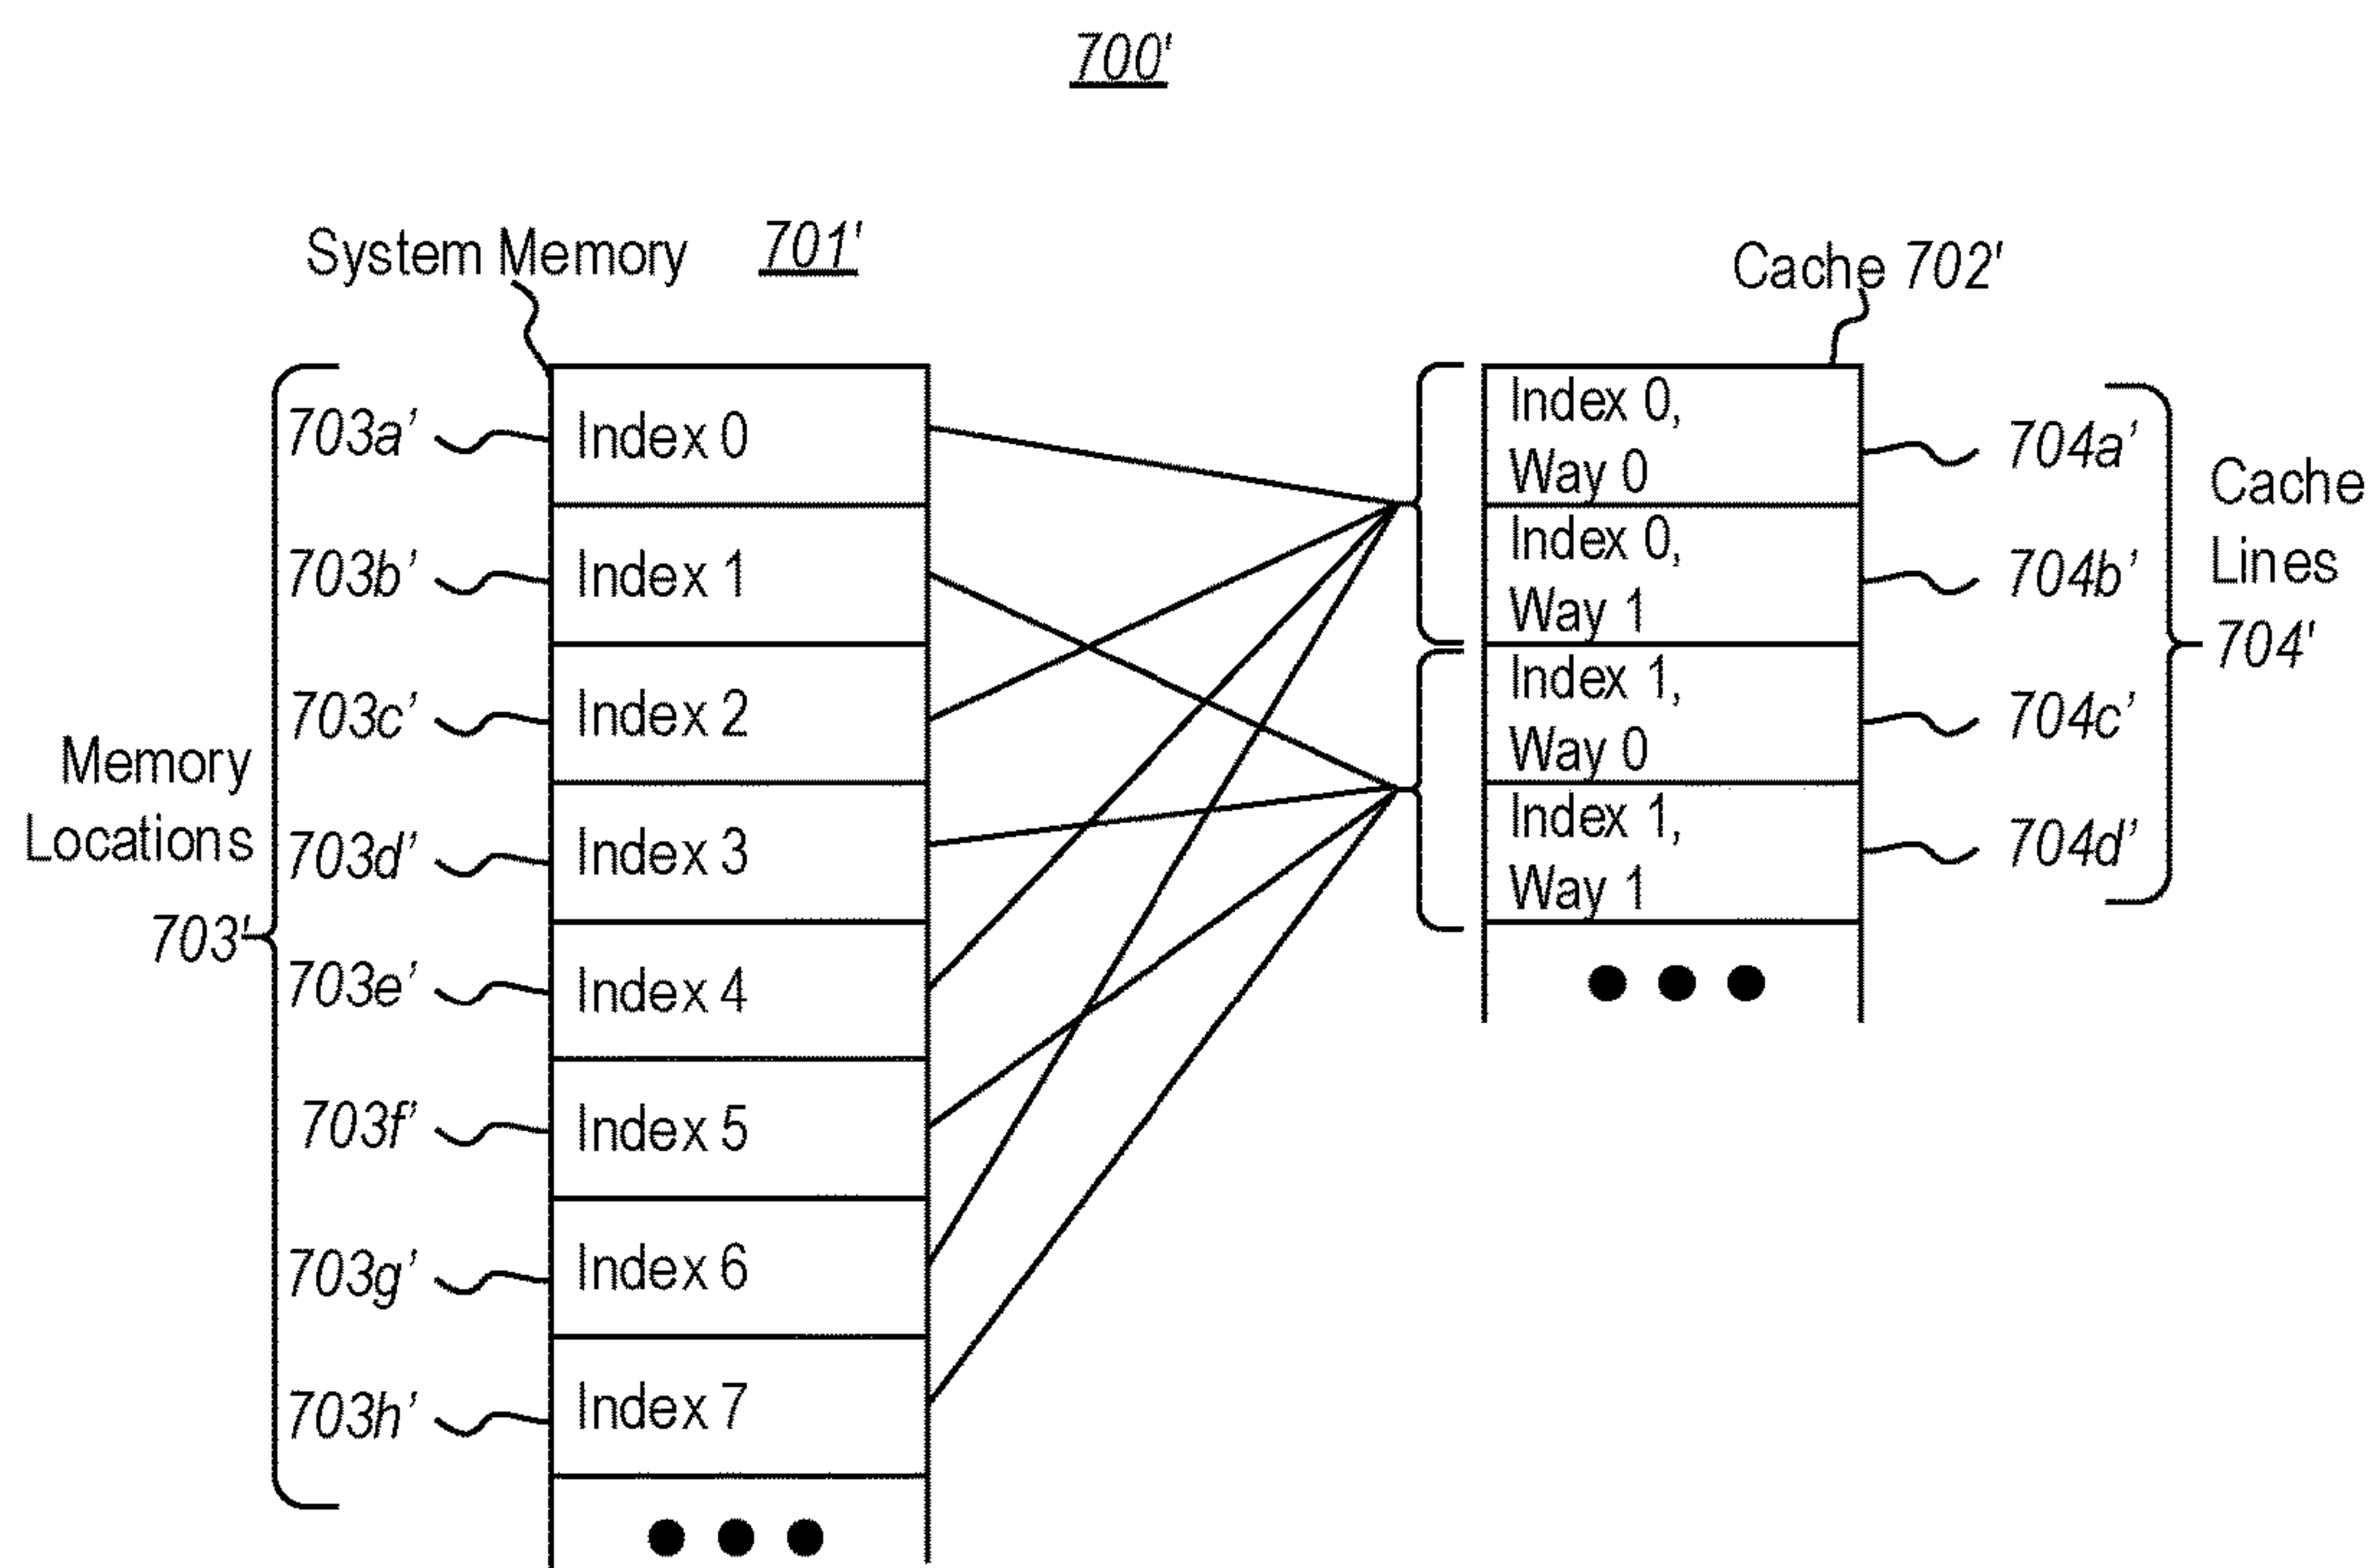 700'
System Memory 701'
Cache 702'
Memory
Locations
703'
703a'
703b'
703c'
703d'
703e'
703f'
703g'
703h'
Index 0
Index 1
Index 2
Index 3
Index 4
Index 5
Index 6
Index 7
Index 0,
Way 0
Index 0,
Way 1
Index 1,
Way 0
Index 1,
Way 1
704a'
704b'
704c'
704d'
Cache
Lines
704'